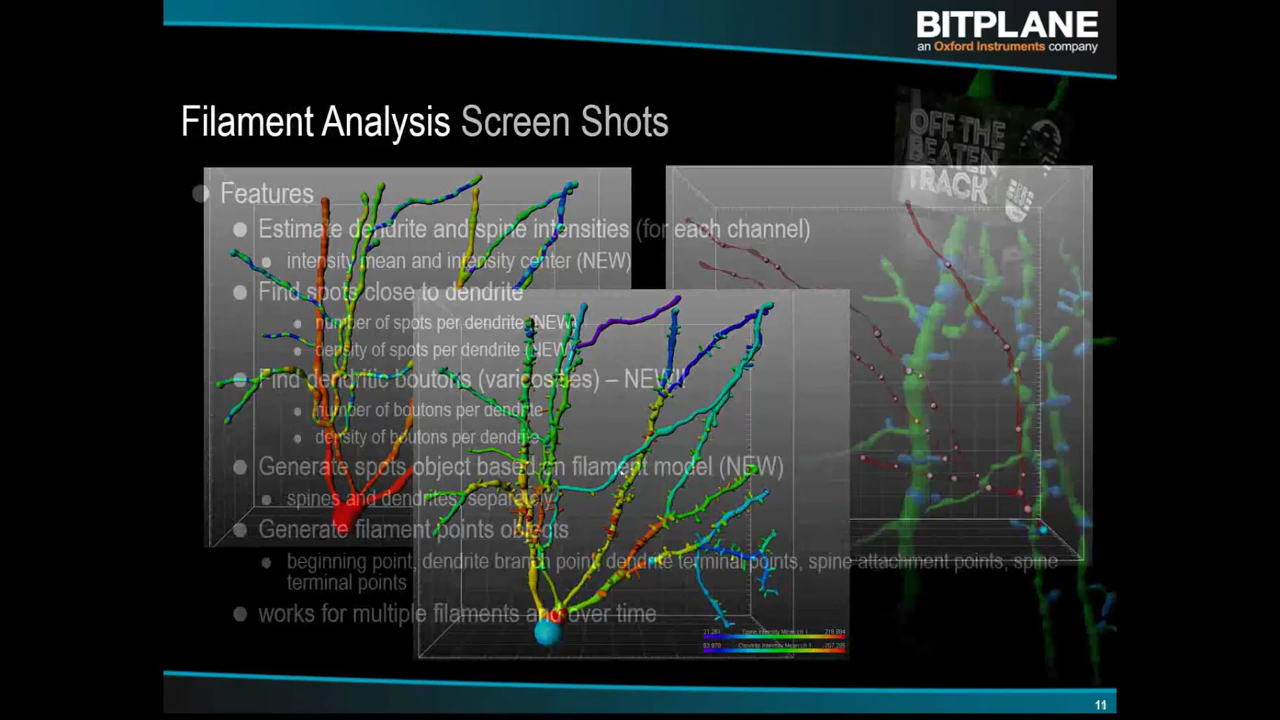 BITPLANE
an Oxford Instruments company
Filament Analysis Screen Shots
OFF THE
BEATEN
TRACK
Features
Estimate dendrite and spine intensities (for each channel)
intensity mean and intensity center (NEW)
Find spots close to dendrite
number of spots per dendrite (NEW)
density of spots per dendrite (NEW)
Find dendritic boutons (varicosities) – NEW!!
number of boutons per dendrite
density of boutons per dendrite
Generate spots object based on filament model (NEW)
spines and dendrites separately
Generate filament points objects
beginning point, dendrite branch point, dendrite terminal points, spine attachment points, spine
terminal points
works for multiple filaments and over time
11